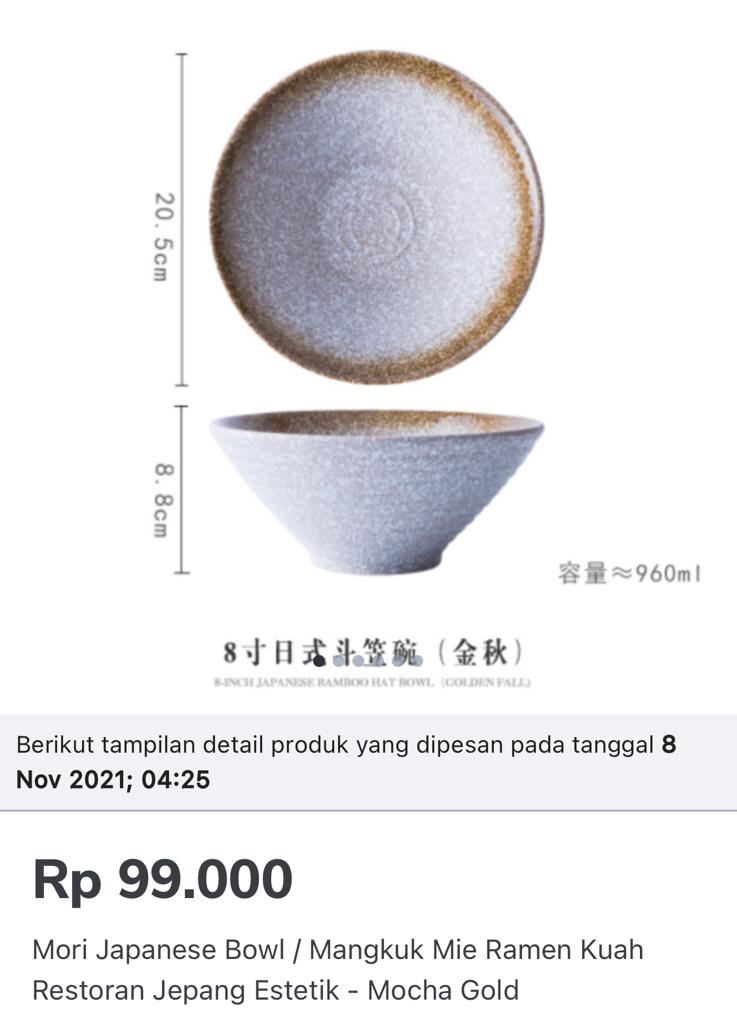 20.5cm
8.8cm
容量≈960ml
8寸日式斗笠碗（金秋）
8-INCH JAPANESE BAMBOO HAT BOWL (GOLDEN FALL)
Berikut tampilan detail produk yang dipesan pada tanggal 8
Nov 2021; 04:25
Rp 99.000
Mori Japanese Bowl / Mangkuk Mie Ramen Kuah
Restoran Jepang Estetik - Mocha Gold